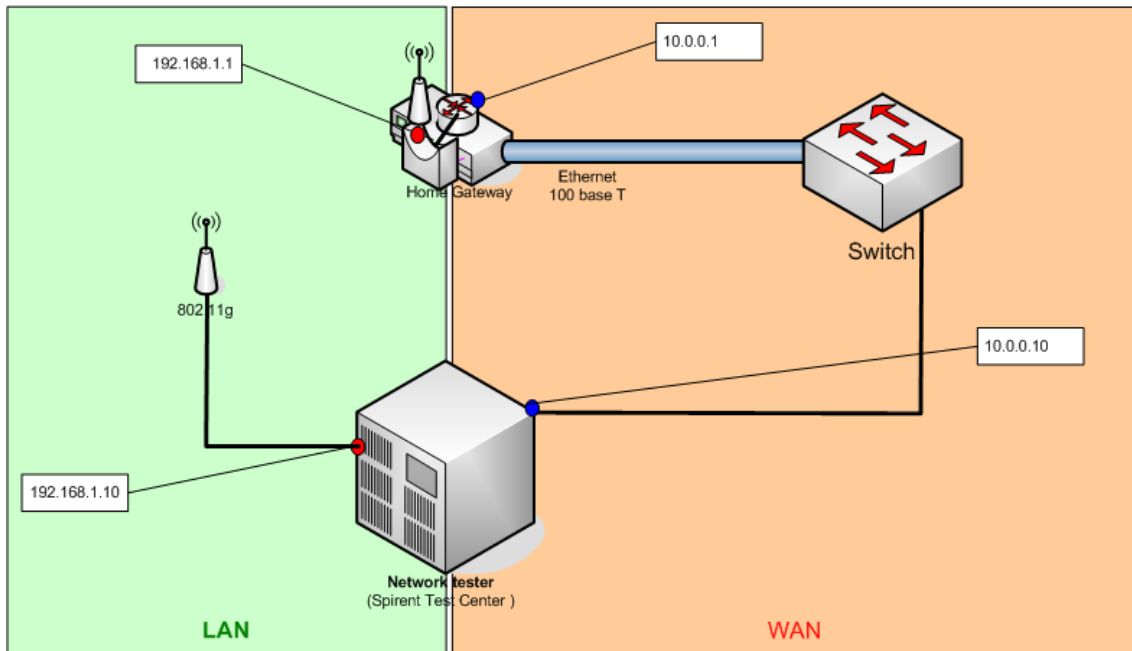 192.168.1.1
10.0.0.1
Home Gateway
Ethernet
100 base T
Switch
802.11g
10.0.0.10
192.168.1.10
Network tester
(Spirent Test Center )
LAN
WAN